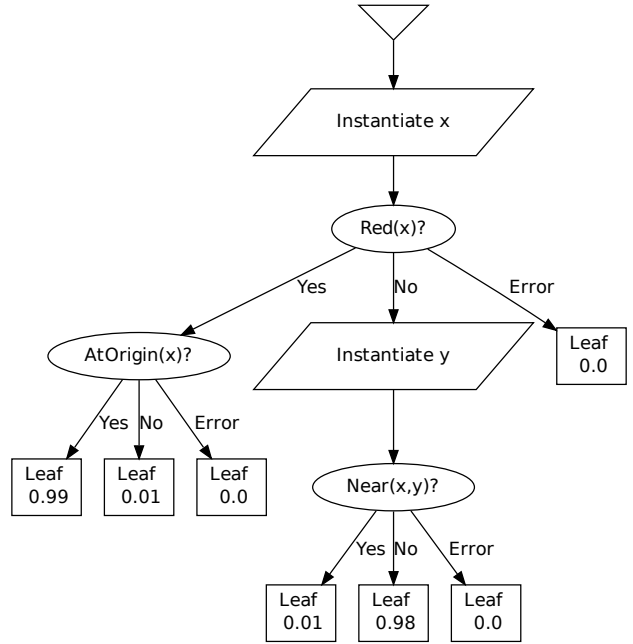 Instantiate x
Red(x)?
Yes
No
Error
AtOrigin(x)?
Instantiate y
Leaf
0.0
Yes
No
Error
Leaf
0.99
Leaf
0.01
Leaf
0.0
Near(x,y)?
Yes
No
Error
Leaf
0.01
Leaf
0.98
Leaf
0.0